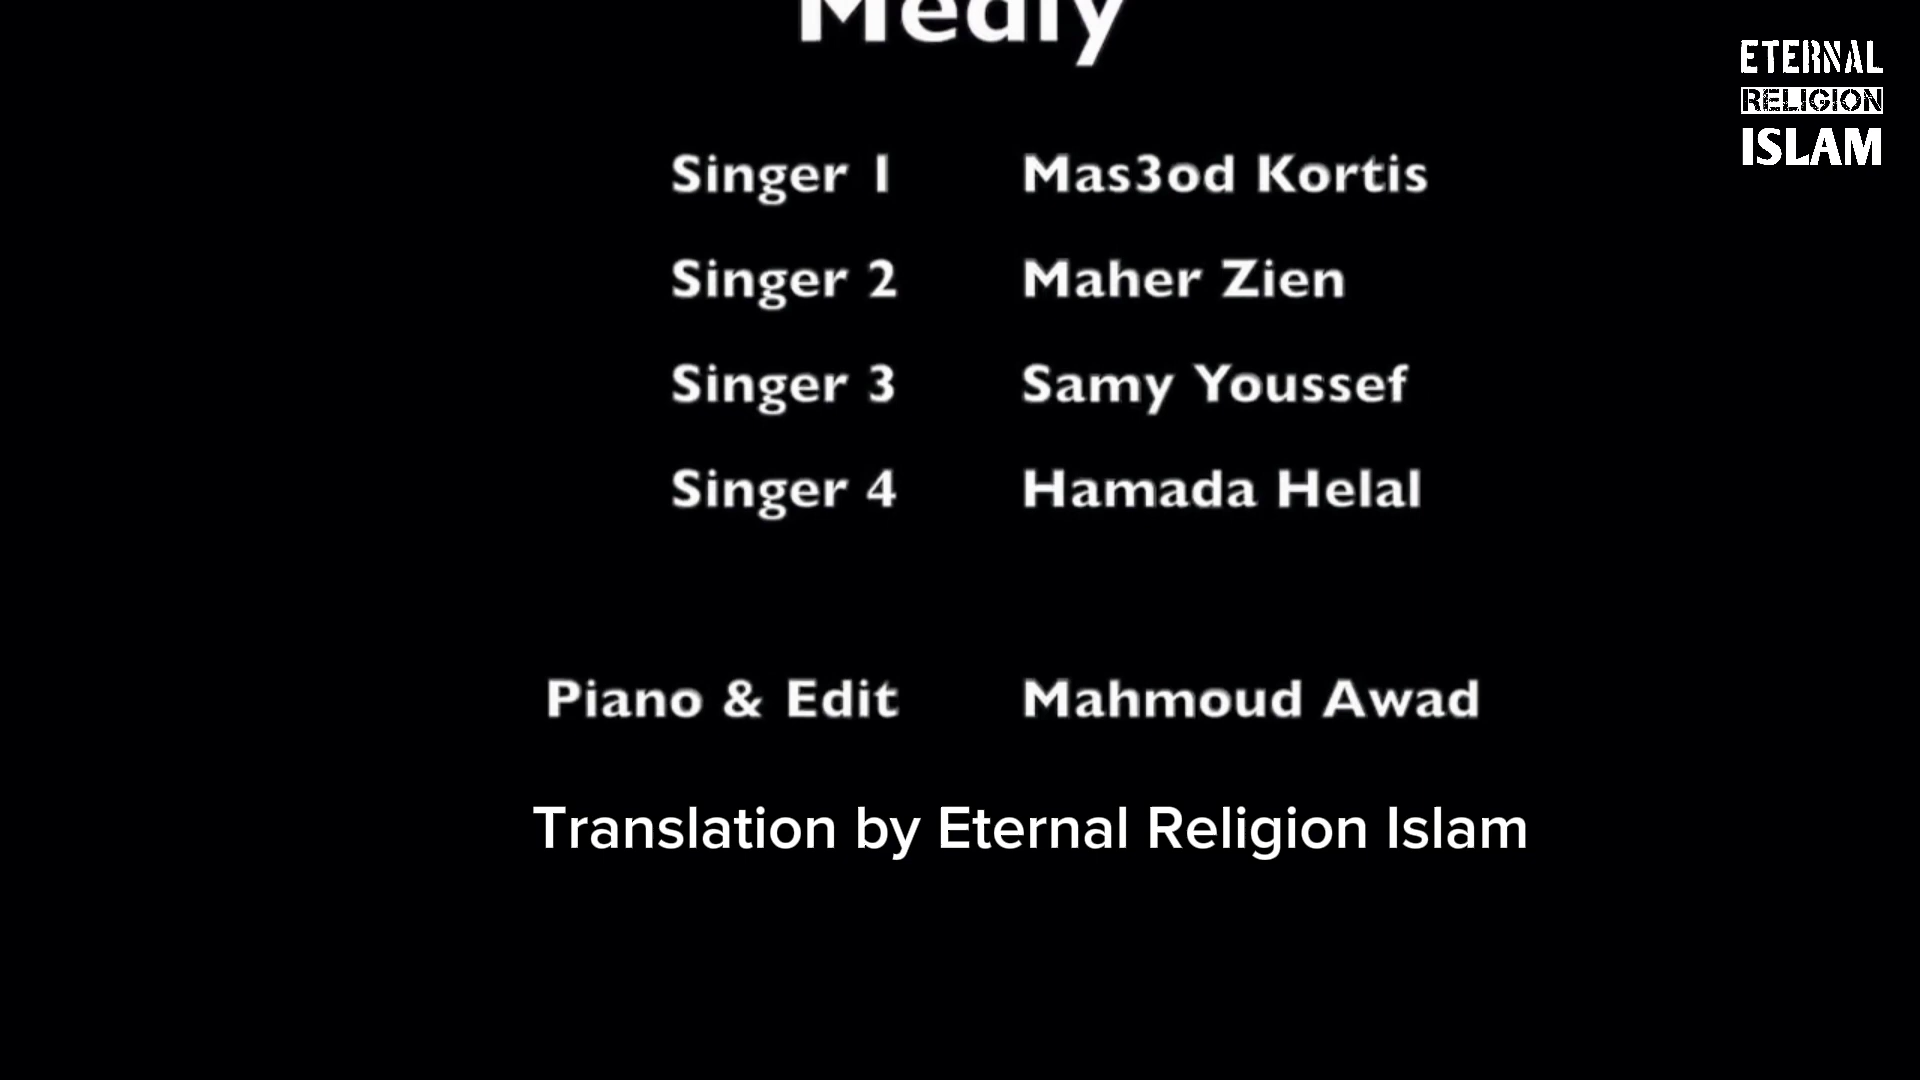 Medly
ETERNAL
RELIGION
ISLAM
Singer 1 Mas3od Kortis
Singer 2 Maher Zien
Singer 3 Samy Youssef
Singer 4 Hamada Helal
Piano & Edit Mahmoud Awad
Translation by Eternal Religion Islam